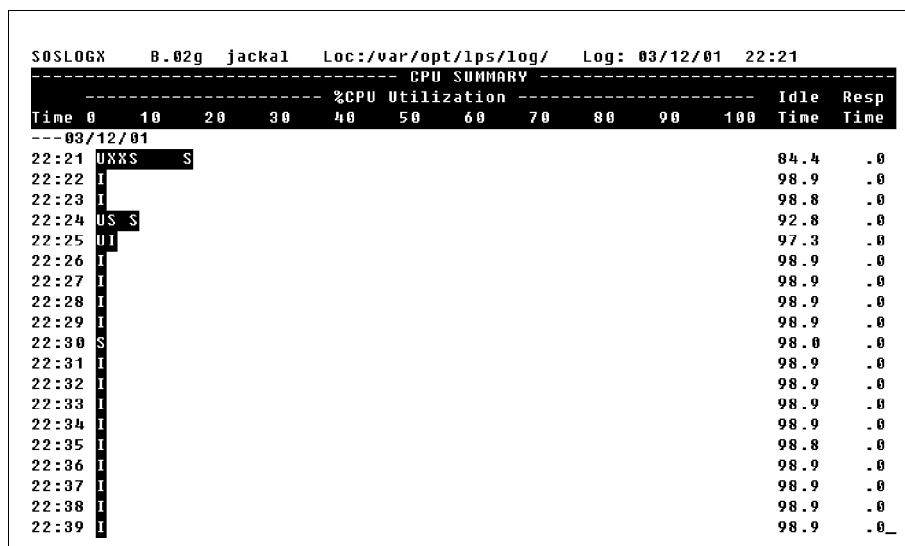 SOSLOGX    B.02g  jackal   Loc:/var/opt/lps/log/   Log: 03/12/01  22:21
---------------------------------- CPU SUMMARY ----------------------------------
------------------------ %CPU Utilization ------------------------ Idle Resp
Time 0 10 20 30 40 50 60 70 80 90 100 Time Time
---03/12/01
22:21 UXXS    S 84.4 .0
22:22 I 98.9 .0
22:23 I 98.8 .0
22:24 US S 92.8 .0
22:25 UI 97.3 .0
22:26 I 98.9 .0
22:27 I 98.9 .0
22:28 I 98.9 .0
22:29 I 98.9 .0
22:30 S 98.0 .0
22:31 I 98.9 .0
22:32 I 98.9 .0
22:33 I 98.9 .0
22:34 I 98.9 .0
22:35 I 98.8 .0
22:36 I 98.9 .0
22:37 I 98.9 .0
22:38 I 98.9 .0
22:39 I 98.9 .0_